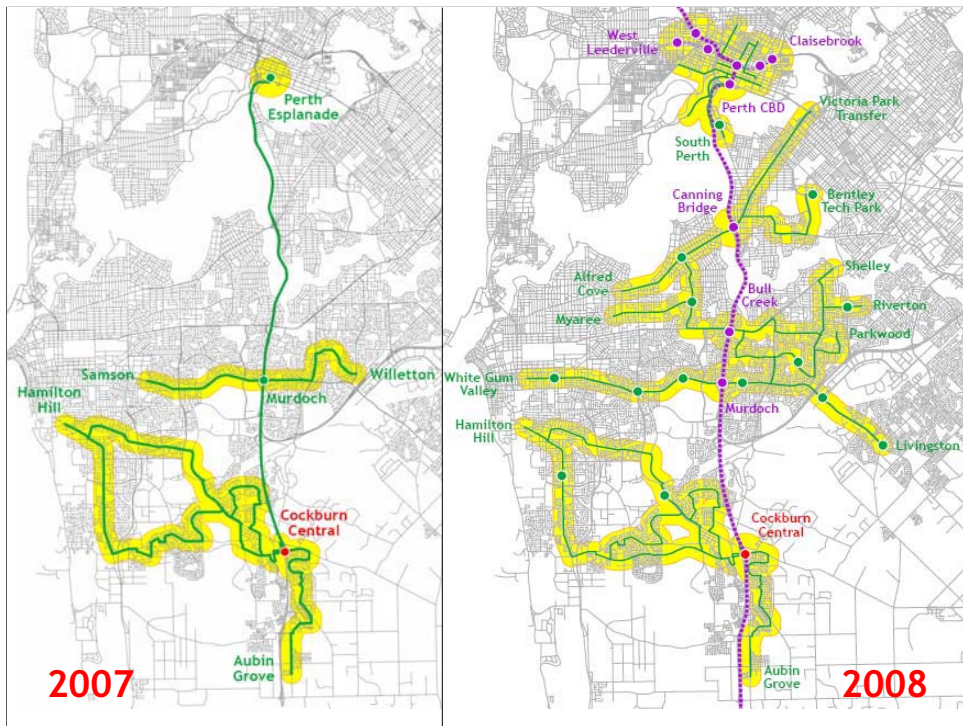 Perth
Esplanade
Samson
Willetton
Hamilton
Hill
Murdoch
Cockburn
Central
Aubin
Grove
2007
West
Leederville
Claisebrook
Perth CBD
Victoria Park
Transfer
South
Perth
Canning
Bridge
Bentley
Tech Park
Shelley
Alfred
Cove
Bull
Creek
Riverton
Myaree
Parkwood
White Gum
Valley
Murdoch
Hamilton
Hill
Livingston
Cockburn
Central
Aubin
Grove
2008